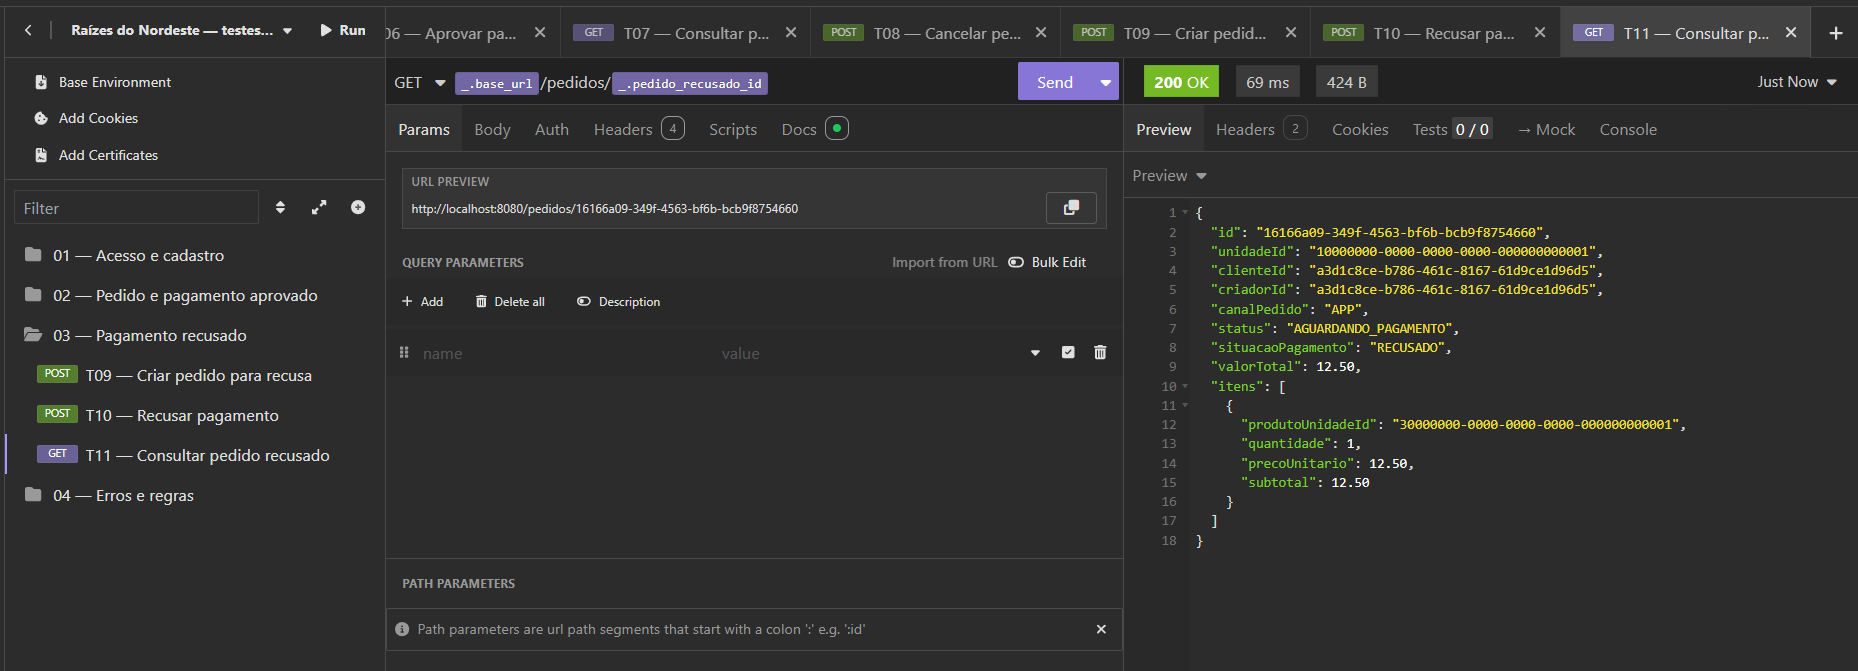 Raízes do Nordeste — testes...
Run
06 — Aprovar pa...
GET T07 — Consultar p...
POST T08 — Cancelar pe...
POST T09 — Criar pedid...
POST T10 — Recusar pa...
GET T11 — Consultar p...
Base Environment
Add Cookies
Add Certificates
Filter
01 — Acesso e cadastro
02 — Pedido e pagamento aprovado
03 — Pagamento recusado
POST T09 — Criar pedido para recusa
POST T10 — Recusar pagamento
GET T11 — Consultar pedido recusado
04 — Erros e regras
GET _.base_url /pedidos/ _.pedido_recusado_id
Send
Params Body Auth Headers 4 Scripts Docs
URL PREVIEW
http://localhost:8080/pedidos/16166a09-349f-4563-bf6b-bcb9f8754660
QUERY PARAMETERS
Import from URL Bulk Edit
Add Delete all Description
name value
PATH PARAMETERS
Path parameters are url path segments that start with a colon ':' e.g. ':id'
200 OK 69 ms 424 B
Just Now
Preview Headers 2 Cookies Tests 0 / 0 → Mock Console
Preview
1 {
2 "id": "16166a09-349f-4563-bf6b-bcb9f8754660",
3 "unidadeId": "10000000-0000-0000-0000-000000000001",
4 "clienteId": "a3d1c8ce-b786-461c-8167-61d9ce1d96d5",
5 "criadorId": "a3d1c8ce-b786-461c-8167-61d9ce1d96d5",
6 "canalPedido": "APP",
7 "status": "AGUARDANDO_PAGAMENTO",
8 "situacaoPagamento": "RECUSADO",
9 "valorTotal": 12.50,
10 "itens": [
11 {
12 "produtoUnidadeId": "30000000-0000-0000-0000-000000000001",
13 "quantidade": 1,
14 "precoUnitario": 12.50,
15 "subtotal": 12.50
16 }
17 ]
18 }